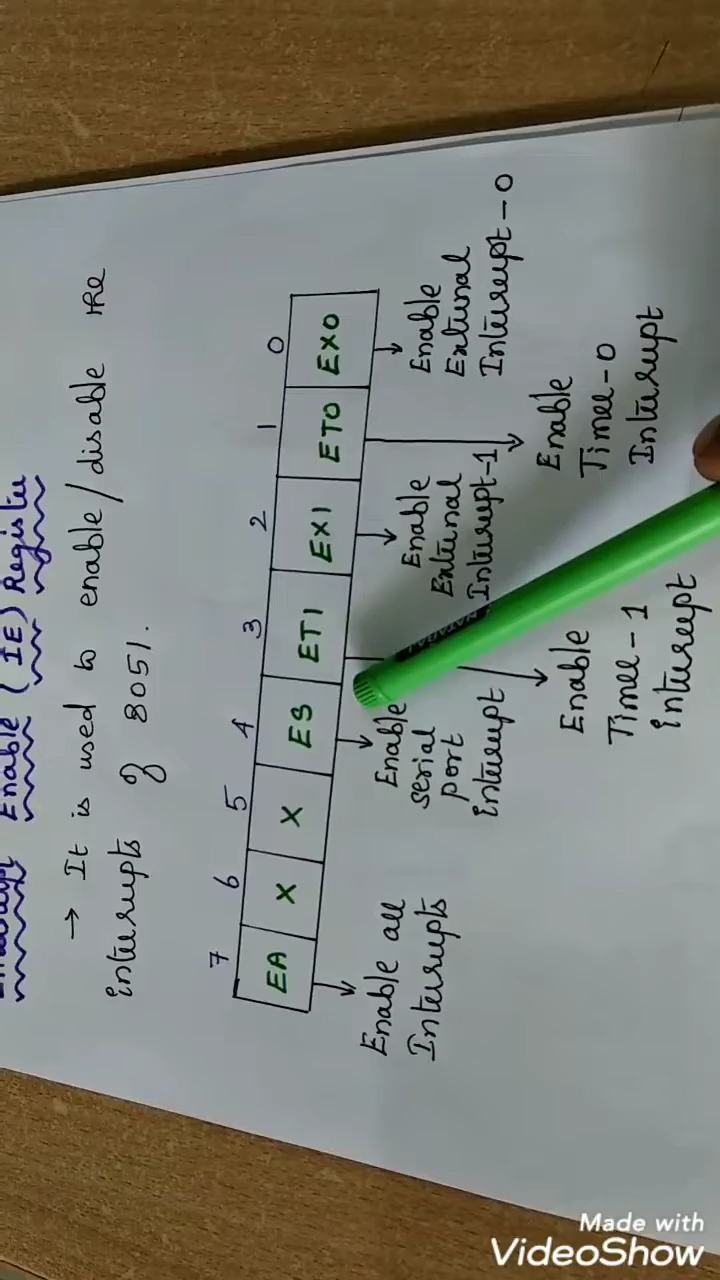 Interrupt Enable (IE) Register
→ It is used to enable/disable the
interrupts of 8051.
7 6 5 4 3 2 1 0
EA X X ES ET1 EX1 ET0 EX0
Enable all
Interrupts
Enable
serial
port
interrupt
Enable
Timer-1
interrupt
Enable
External
Interrupt-1
Enable
Timer-0
Interrupt
Enable
External
Interrupt-0
Made with
VideoShow